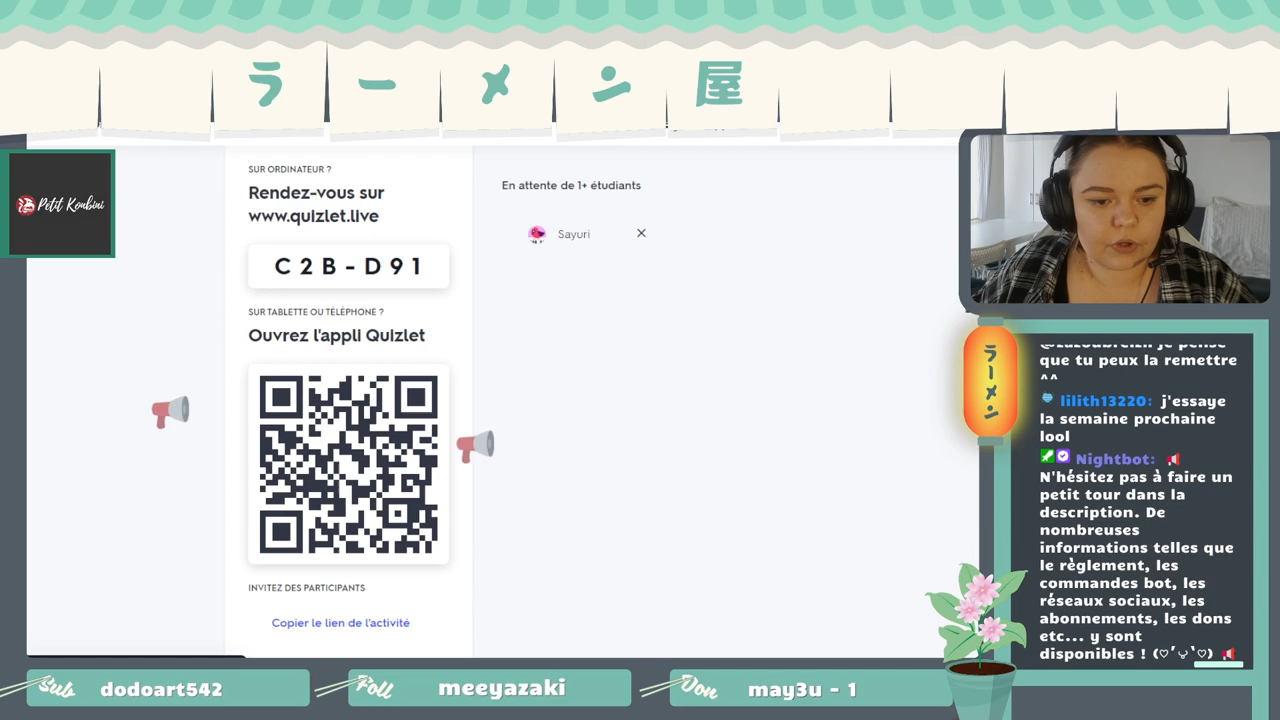 ラーメン屋
Petit Konbini
SUR ORDINATEUR ?
Rendez-vous sur
www.quizlet.live
C2B-D91
SUR TABLETTE OU TÉLÉPHONE ?
Ouvrez l'appli Quizlet
INVITEZ DES PARTICIPANTS
Copier le lien de l'activité
En attente de 1+ étudiants
Sayuri
ラーメン
que tu peux la remettre
^^
lilith13220: j'essaye
la semaine prochaine
lool
Nightbot: 📢
N'hésitez pas à faire un
petit tour dans la
description. De
nombreuses
informations telles que
le règlement, les
commandes bot, les
réseaux sociaux, les
abonnements, les dons
etc... y sont
disponibles ! (♡´౪`♡) 📢
Sub dodoart542
Foll meeyazaki
Don may3u - 1